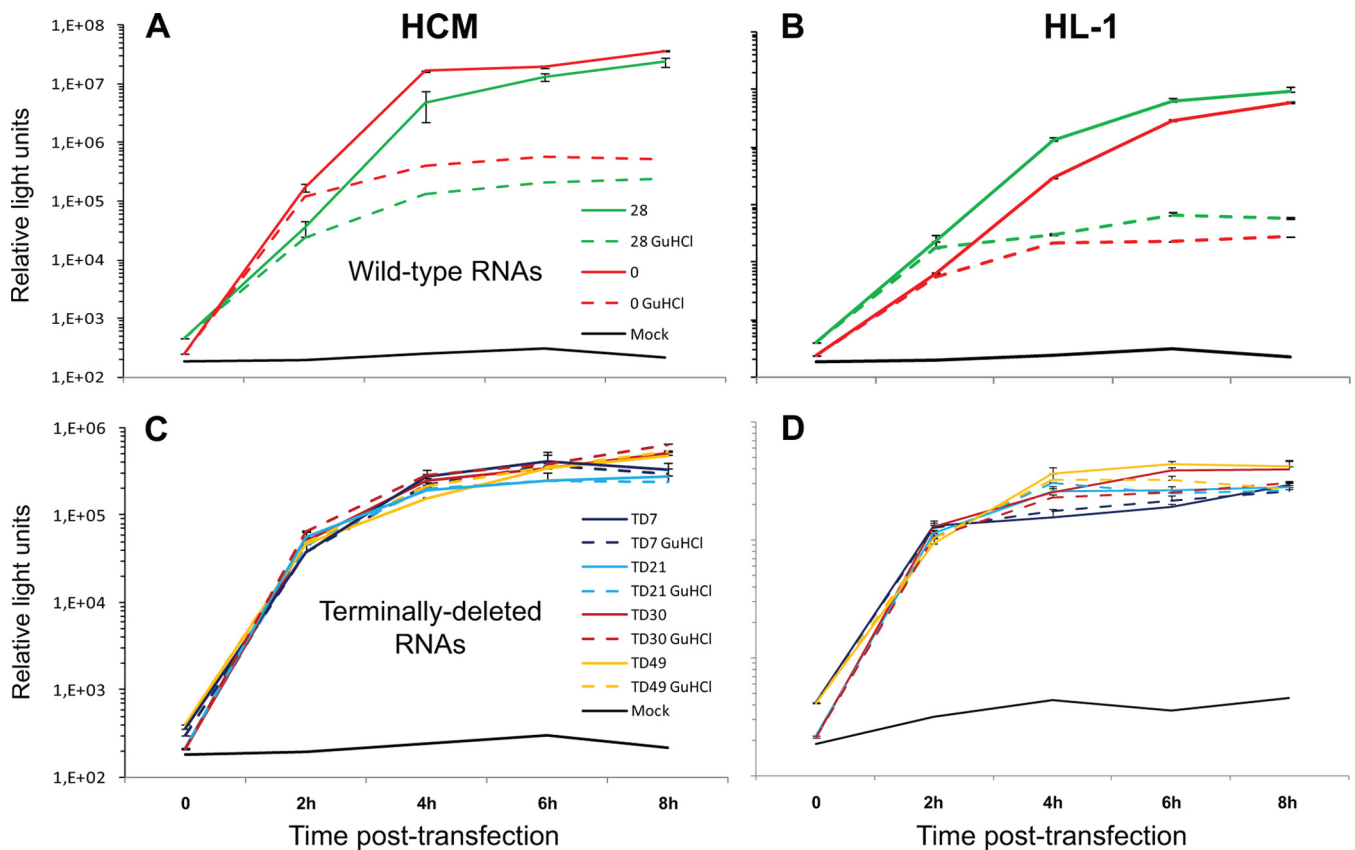 A HCM
B HL-1
Relative light units
1,E+08
1,E+07
1,E+06
1,E+05
1,E+04
1,E+03
1,E+02
28
28 GuHCl
0
0 GuHCl
Mock
Wild-type RNAs
C
D
Relative light units
1,E+06
1,E+05
1,E+04
1,E+03
1,E+02
TD7
TD7 GuHCl
TD21
TD21 GuHCl
TD30
TD30 GuHCl
TD49
TD49 GuHCl
Mock
Terminally-deleted
RNAs
0 2h 4h 6h 8h
0 2h 4h 6h 8h
Time post-transfection
Time post-transfection